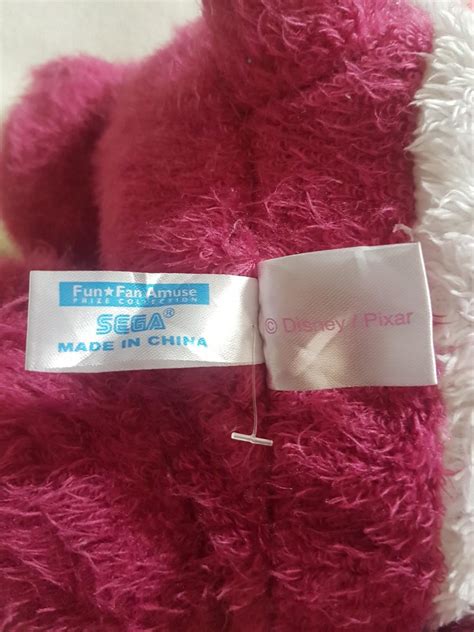 Fun★Fan Amuse
PRIZE COLLECTION
SEGA®
MADE IN CHINA
© Disney / Pixar